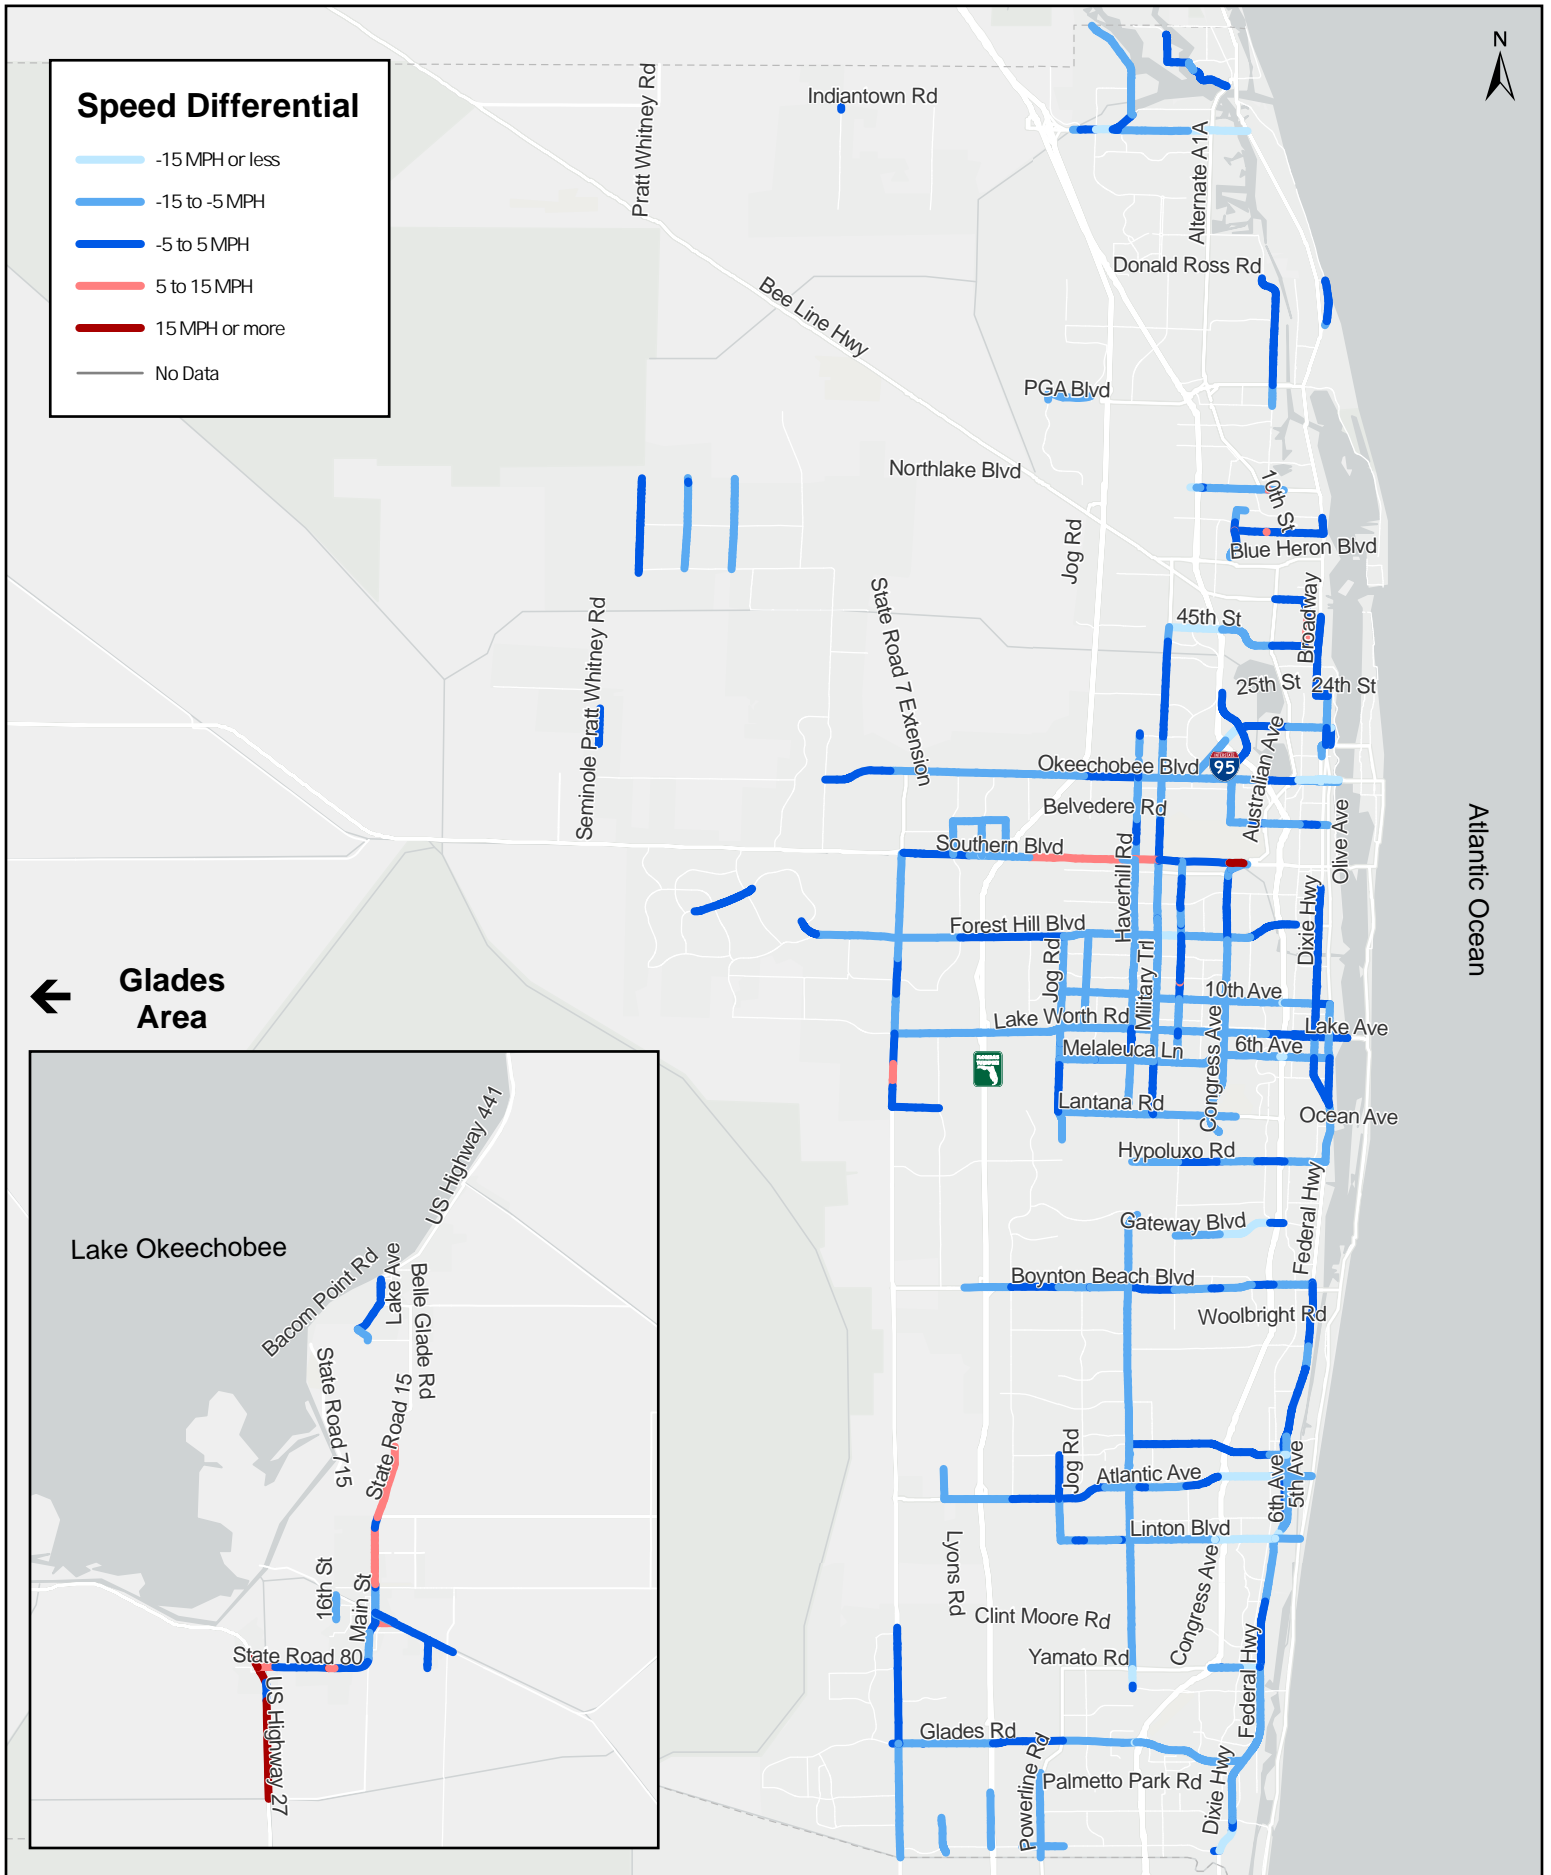 N
Speed Differential
-15 MPH or less
-15 to -5 MPH
-5 to 5 MPH
5 to 15 MPH
15 MPH or more
No Data
Indiantown Rd
Pratt Whitney Rd
Alternate A1A
Donald Ross Rd
Bee Line Hwy
PGA Blvd
Northlake Blvd
10th St
Jog Rd
Blue Heron Blvd
Broadway
45th St
State Road 7 Extension
Seminole Pratt Whitney Rd
25th St
24th St
Australian Ave
Okeechobee Blvd
95
Belvedere Rd
Olive Ave
Atlantic Ocean
Southern Blvd
Haverhill Rd
Dixie Hwy
Forest Hill Blvd
Jog Rd
Military Trl
10th Ave
Lake Worth Rd
Lake Ave
Congress Ave
6th Ave
Melaleuca Ln
Lantana Rd
Ocean Ave
Hypoluxo Rd
Federal Hwy
Gateway Blvd
Boynton Beach Blvd
Woolbright Rd
Jog Rd
Atlantic Ave
6th Ave
5th Ave
Linton Blvd
Lyons Rd
Congress Ave
Clint Moore Rd
Yamato Rd
Federal Hwy
Glades Rd
Powerline Rd
Palmetto Park Rd
Dixie Hwy
Glades
Area
US Highway 441
Lake Okeechobee
Bacom Point Rd
Lake Ave
Belle Glade Rd
State Road 715
State Road 15
16th St
Main St
State Road 80
US Highway 27